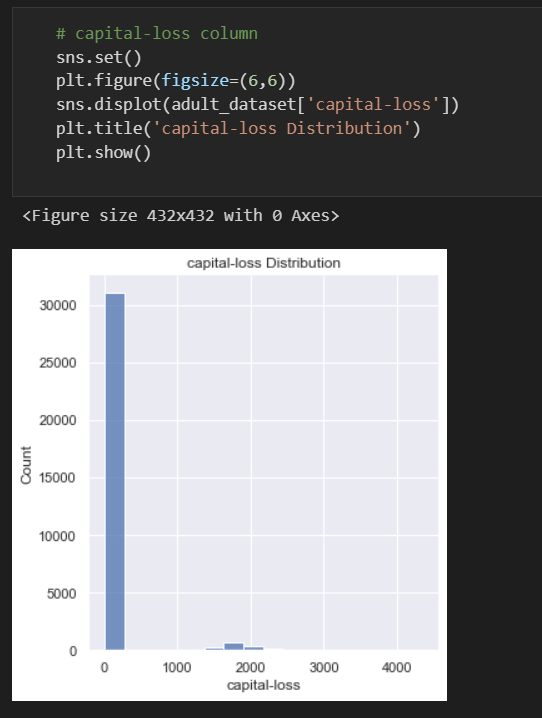 # capital-loss column
sns.set()
plt.figure(figsize=(6,6))
sns.displot(adult_dataset['capital-loss'])
plt.title('capital-loss Distribution')
plt.show()
<Figure size 432x432 with 0 Axes>
capital-loss Distribution
30000
25000
20000
15000
10000
5000
0
Count
0 1000 2000 3000 4000
capital-loss